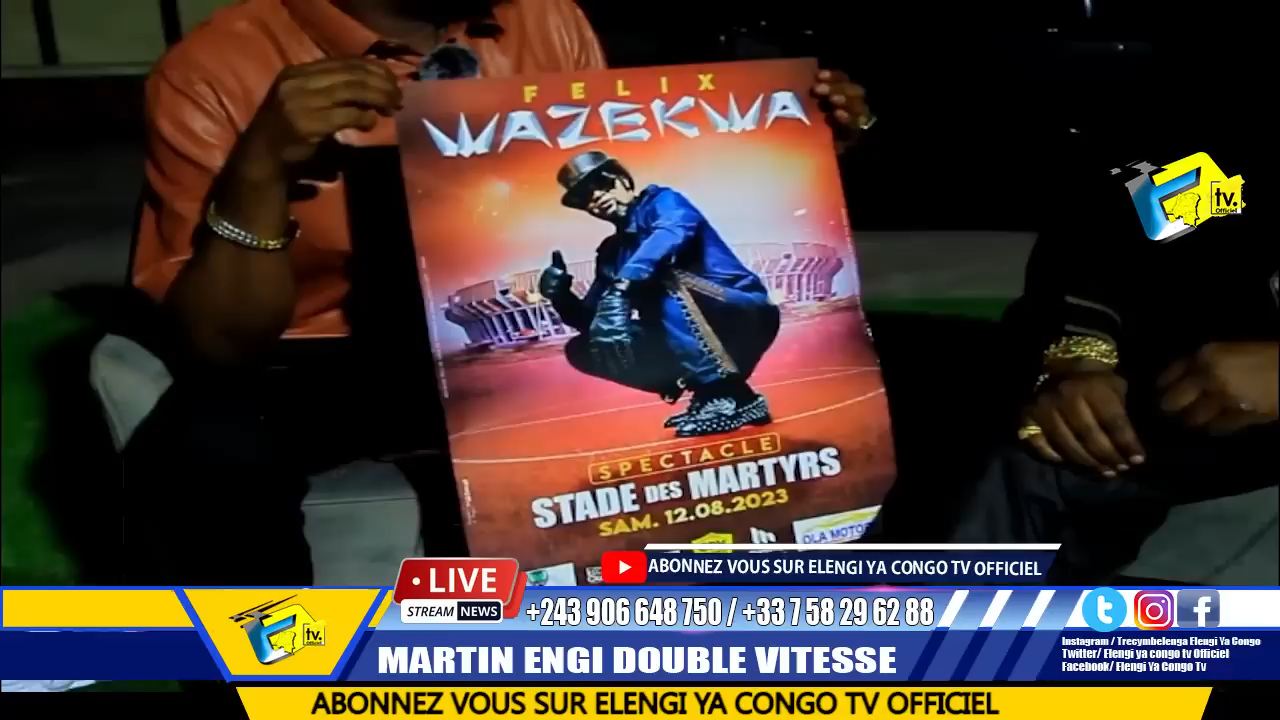 FELIX
WAZEKWA
tv.
Officiel
SPECTACLE
STADE DES MARTYRS
SAM. 12.08.2023
OLA MOTOR
ABONNEZ VOUS SUR ELENGI YA CONGO TV OFFICIEL
LIVE
STREAM NEWS
+243 906 648 750 / +33 7 58 29 62 88
tv.
MARTIN ENGI DOUBLE VITESSE
Instagram / Trecymbelenga Elengi Ya Congo
Twitter/ Elengi ya congo tv Officiel
Facebook/ Elengi Ya Congo Tv
ABONNEZ VOUS SUR ELENGI YA CONGO TV OFFICIEL